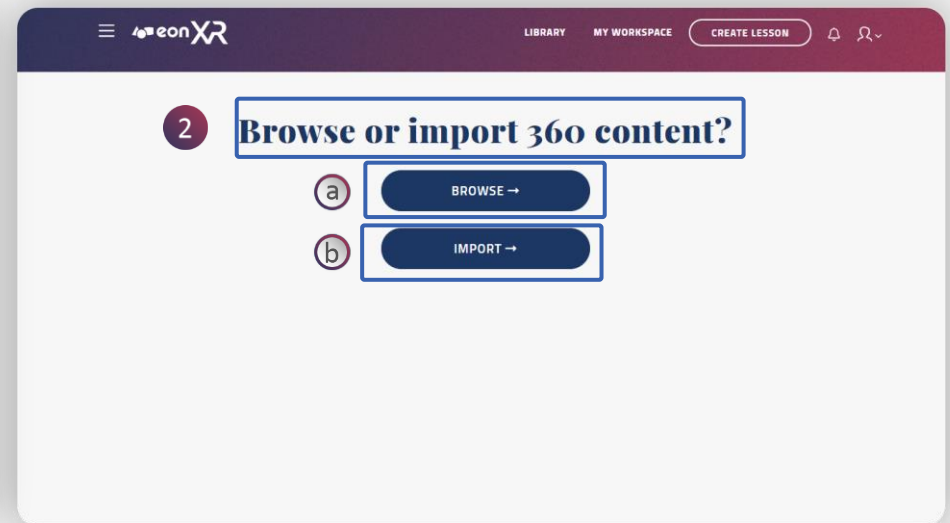 eonXR LIBRARY MY WORKSPACE CREATE LESSON
2 Browse or import 360 content?
a BROWSE →
b IMPORT →